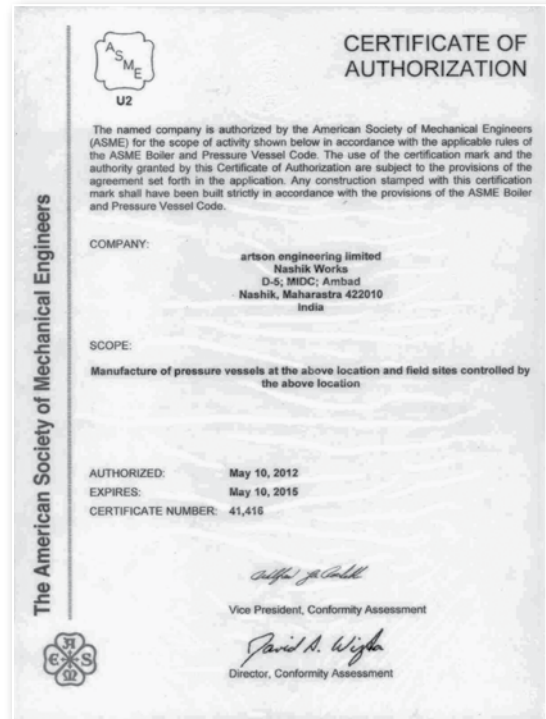 ASME
U2
CERTIFICATE OF
AUTHORIZATION
The named company is authorized by the American Society of Mechanical Engineers
(ASME) for the scope of activity shown below in accordance with the applicable rules of
the ASME Boiler and Pressure Vessel Code. The use of the certification mark and the
authority granted by this Certificate of Authorization are subject to the provisions of the
agreement set forth in the application. Any construction stamped with this certification
mark shall have been built strictly in accordance with the provisions of the ASME Boiler
and Pressure Vessel Code.
COMPANY:
artson engineering limited
Nashik Works
D-5; MIDC; Ambad
Nashik, Maharastra 422010
India
SCOPE:
Manufacture of pressure vessels at the above location and field sites controlled by
the above location
AUTHORIZED: May 10, 2012
EXPIRES: May 10, 2015
CERTIFICATE NUMBER: 41,416
Vice President, Conformity Assessment
Director, Conformity Assessment
The American Society of Mechanical Engineers
ASME